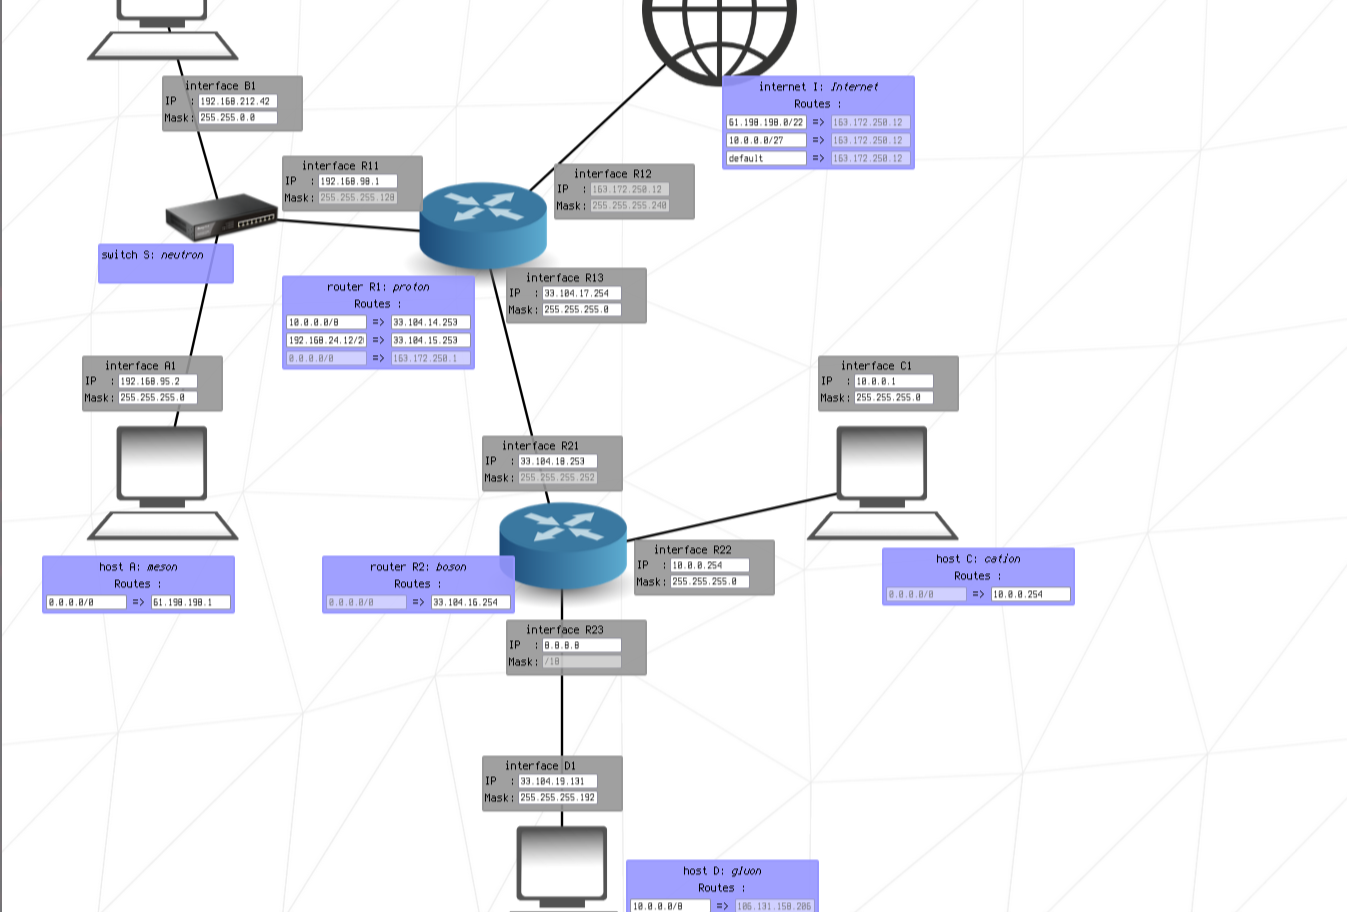 interface B1
IP : 192.168.212.42
Mask: 255.255.0.0
internet I: Internet
Routes :
61.198.198.0/22 => 163.172.250.12
10.0.0.0/27 => 163.172.250.12
default => 163.172.250.12
interface R11
IP : 192.168.90.1
Mask: 255.255.255.128
interface R12
IP : 163.172.250.12
Mask: 255.255.255.240
switch S: neutron
interface R13
IP : 33.104.17.254
Mask: 255.255.255.0
router R1: proton
Routes :
10.0.0.0/8 => 33.104.14.253
192.168.24.12/2 => 33.104.15.253
0.0.0.0/0 => 163.172.250.1
interface A1
IP : 192.168.95.2
Mask: 255.255.255.0
interface C1
IP : 10.0.0.1
Mask: 255.255.255.0
interface R21
IP : 33.104.18.253
Mask: 255.255.255.252
interface R22
IP : 10.0.0.254
Mask: 255.255.255.0
host A: meson
Routes :
0.0.0.0/0 => 61.198.198.1
router R2: boson
Routes :
0.0.0.0/0 => 33.104.16.254
host C: cation
Routes :
0.0.0.0/0 => 10.0.0.254
interface R23
IP : 0.0.0.0
Mask: /18
interface D1
IP : 33.104.19.131
Mask: 255.255.255.192
host D: gluon
Routes :
10.0.0.0/8 => 106.131.158.206